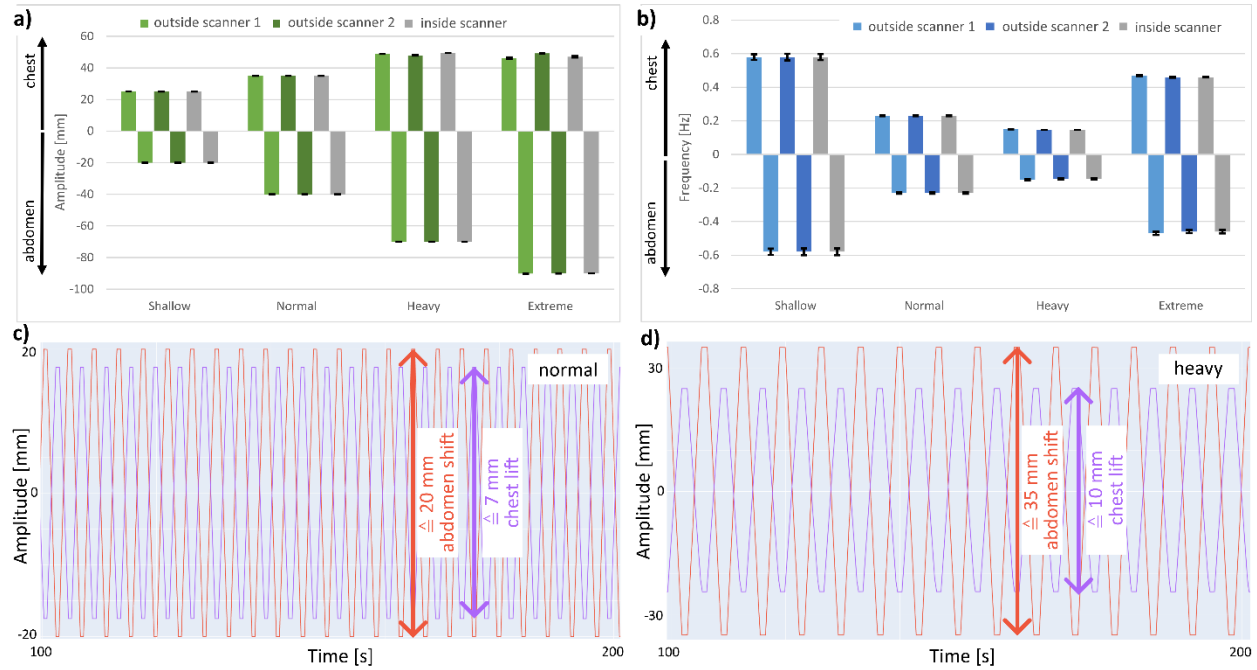 a)
outside scanner 1 outside scanner 2 inside scanner
chest
abdomen
Amplitude [mm]
60
40
20
0
-20
-40
-60
-80
-100
Shallow Normal Heavy Extreme
b)
outside scanner 1 outside scanner 2 inside scanner
chest
abdomen
Frequency [Hz]
0.8
0.6
0.4
0.2
0
-0.2
-0.4
-0.6
-0.8
Shallow Normal Heavy Extreme
c)
normal
Amplitude [mm]
20
0
-20
≙ 20 mm
abdomen shift
≙ 7 mm
chest lift
100 Time [s] 200
d)
heavy
Amplitude [mm]
30
0
-30
≙ 35 mm
abdomen shift
≙ 10 mm
chest lift
100 Time [s] 200